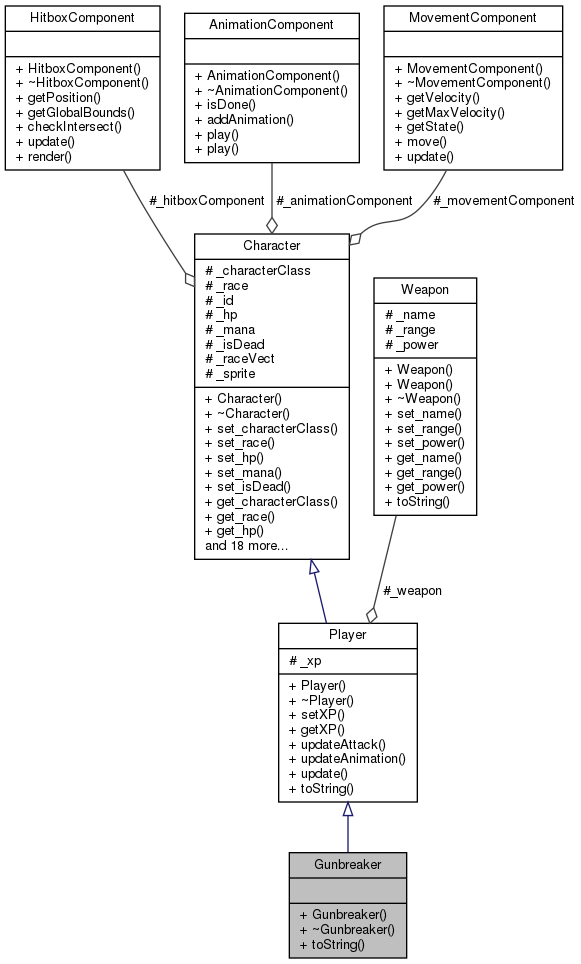 HitboxComponent
+ HitboxComponent()
+ ~HitboxComponent()
+ getPosition()
+ getGlobalBounds()
+ checkIntersect()
+ update()
+ render()
AnimationComponent
+ AnimationComponent()
+ ~AnimationComponent()
+ isDone()
+ addAnimation()
+ play()
+ play()
MovementComponent
+ MovementComponent()
+ ~MovementComponent()
+ getVelocity()
+ getMaxVelocity()
+ getState()
+ move()
+ update()
#_hitboxComponent
#_animationComponent
#_movementComponent
Character
# _characterClass
# _race
# _id
# _hp
# _mana
# _isDead
# _raceVect
# _sprite
+ Character()
+ ~Character()
+ set_characterClass()
+ set_race()
+ set_hp()
+ set_mana()
+ set_isDead()
+ get_characterClass()
+ get_race()
+ get_hp()
and 18 more...
Weapon
# _name
# _range
# _power
+ Weapon()
+ Weapon()
+ ~Weapon()
+ set_name()
+ set_range()
+ set_power()
+ get_name()
+ get_range()
+ get_power()
+ toString()
#_weapon
Player
# _xp
+ Player()
+ ~Player()
+ setXP()
+ getXP()
+ updateAttack()
+ updateAnimation()
+ update()
+ toString()
Gunbreaker
+ Gunbreaker()
+ ~Gunbreaker()
+ toString()